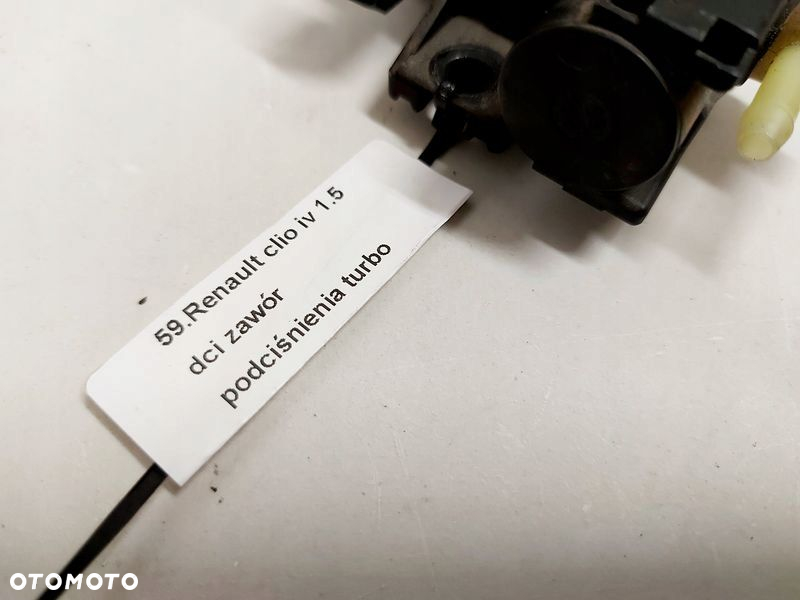 59.Renault clio iv 1.5
dci zawór
podciśnienia turbo
OTOMOTO